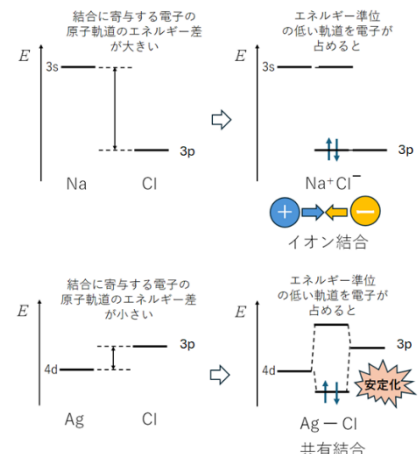 結合に寄与する電子の
原子軌道のエネルギー差
が大きい
E
3s
3p
Na
Cl
エネルギー準位
の低い軌道を電子が
占めると
E
3s
3p
Na⁺Cl⁻
+
−
イオン結合
結合に寄与する電子の
原子軌道のエネルギー差
が小さい
E
3p
4d
Ag
Cl
エネルギー準位
の低い軌道を電子が
占めると
E
3p
4d
安定化
Ag − Cl
共有結合